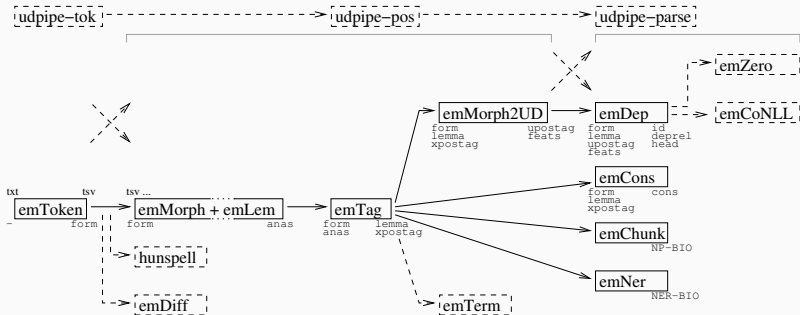 udpipe-tok udpipe-pos udpipe-parse
emZero
emMorph2UD emDep emCoNLL
form upostag form id
lemma feats lemma deprel
xpostag upostag head
feats
emCons
txt tsv tsv ... form cons
lemma
emToken emMorph + emLem emTag xpostag
- form form anas form lemma
anas xpostag
emChunk
NP-BIO
hunspell
emNer
NER-BIO
emDiff emTerm